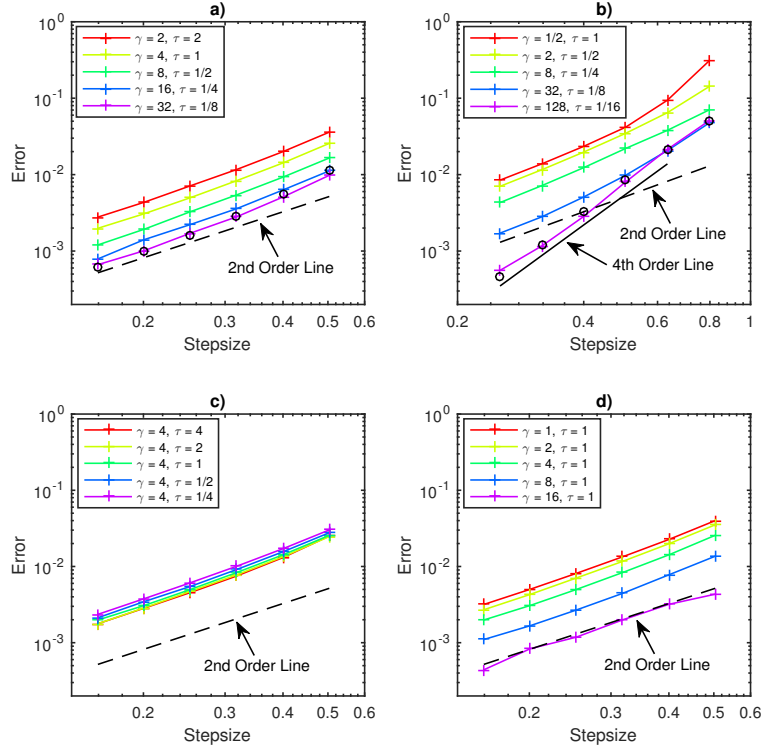 a)
γ = 2, τ = 2
γ = 4, τ = 1
γ = 8, τ = 1/2
γ = 16, τ = 1/4
γ = 32, τ = 1/8
10^0
10^-1
10^-2
10^-3
Error
2nd Order Line
0.2 0.3 0.4 0.5 0.6
Stepsize
b)
γ = 1/2, τ = 1
γ = 2, τ = 1/2
γ = 8, τ = 1/4
γ = 32, τ = 1/8
γ = 128, τ = 1/16
10^0
10^-1
10^-2
10^-3
Error
2nd Order Line
4th Order Line
0.2 0.4 0.6 0.8 1
Stepsize
c)
γ = 4, τ = 4
γ = 4, τ = 2
γ = 4, τ = 1
γ = 4, τ = 1/2
γ = 4, τ = 1/4
10^0
10^-1
10^-2
10^-3
Error
2nd Order Line
0.2 0.3 0.4 0.5 0.6
Stepsize
d)
γ = 1, τ = 1
γ = 2, τ = 1
γ = 4, τ = 1
γ = 8, τ = 1
γ = 16, τ = 1
10^0
10^-1
10^-2
10^-3
Error
2nd Order Line
0.2 0.3 0.4 0.5 0.6
Stepsize